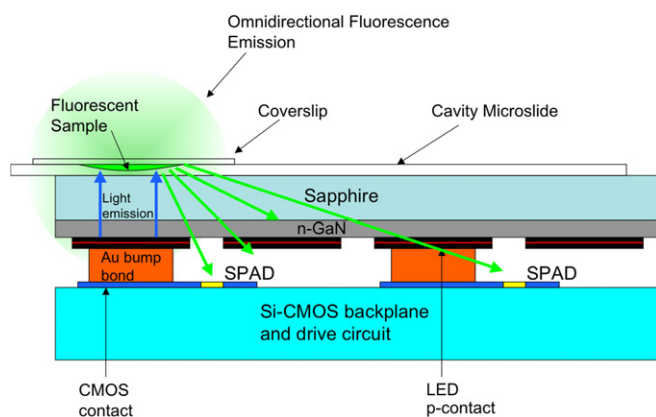 Omnidirectional Fluorescence
Emission
Fluorescent
Sample
Coverslip
Cavity Microslide
Sapphire
Light
emission
n-GaN
Au bump
bond
SPAD
SPAD
Si-CMOS backplane
and drive circuit
CMOS
contact
LED
p-contact